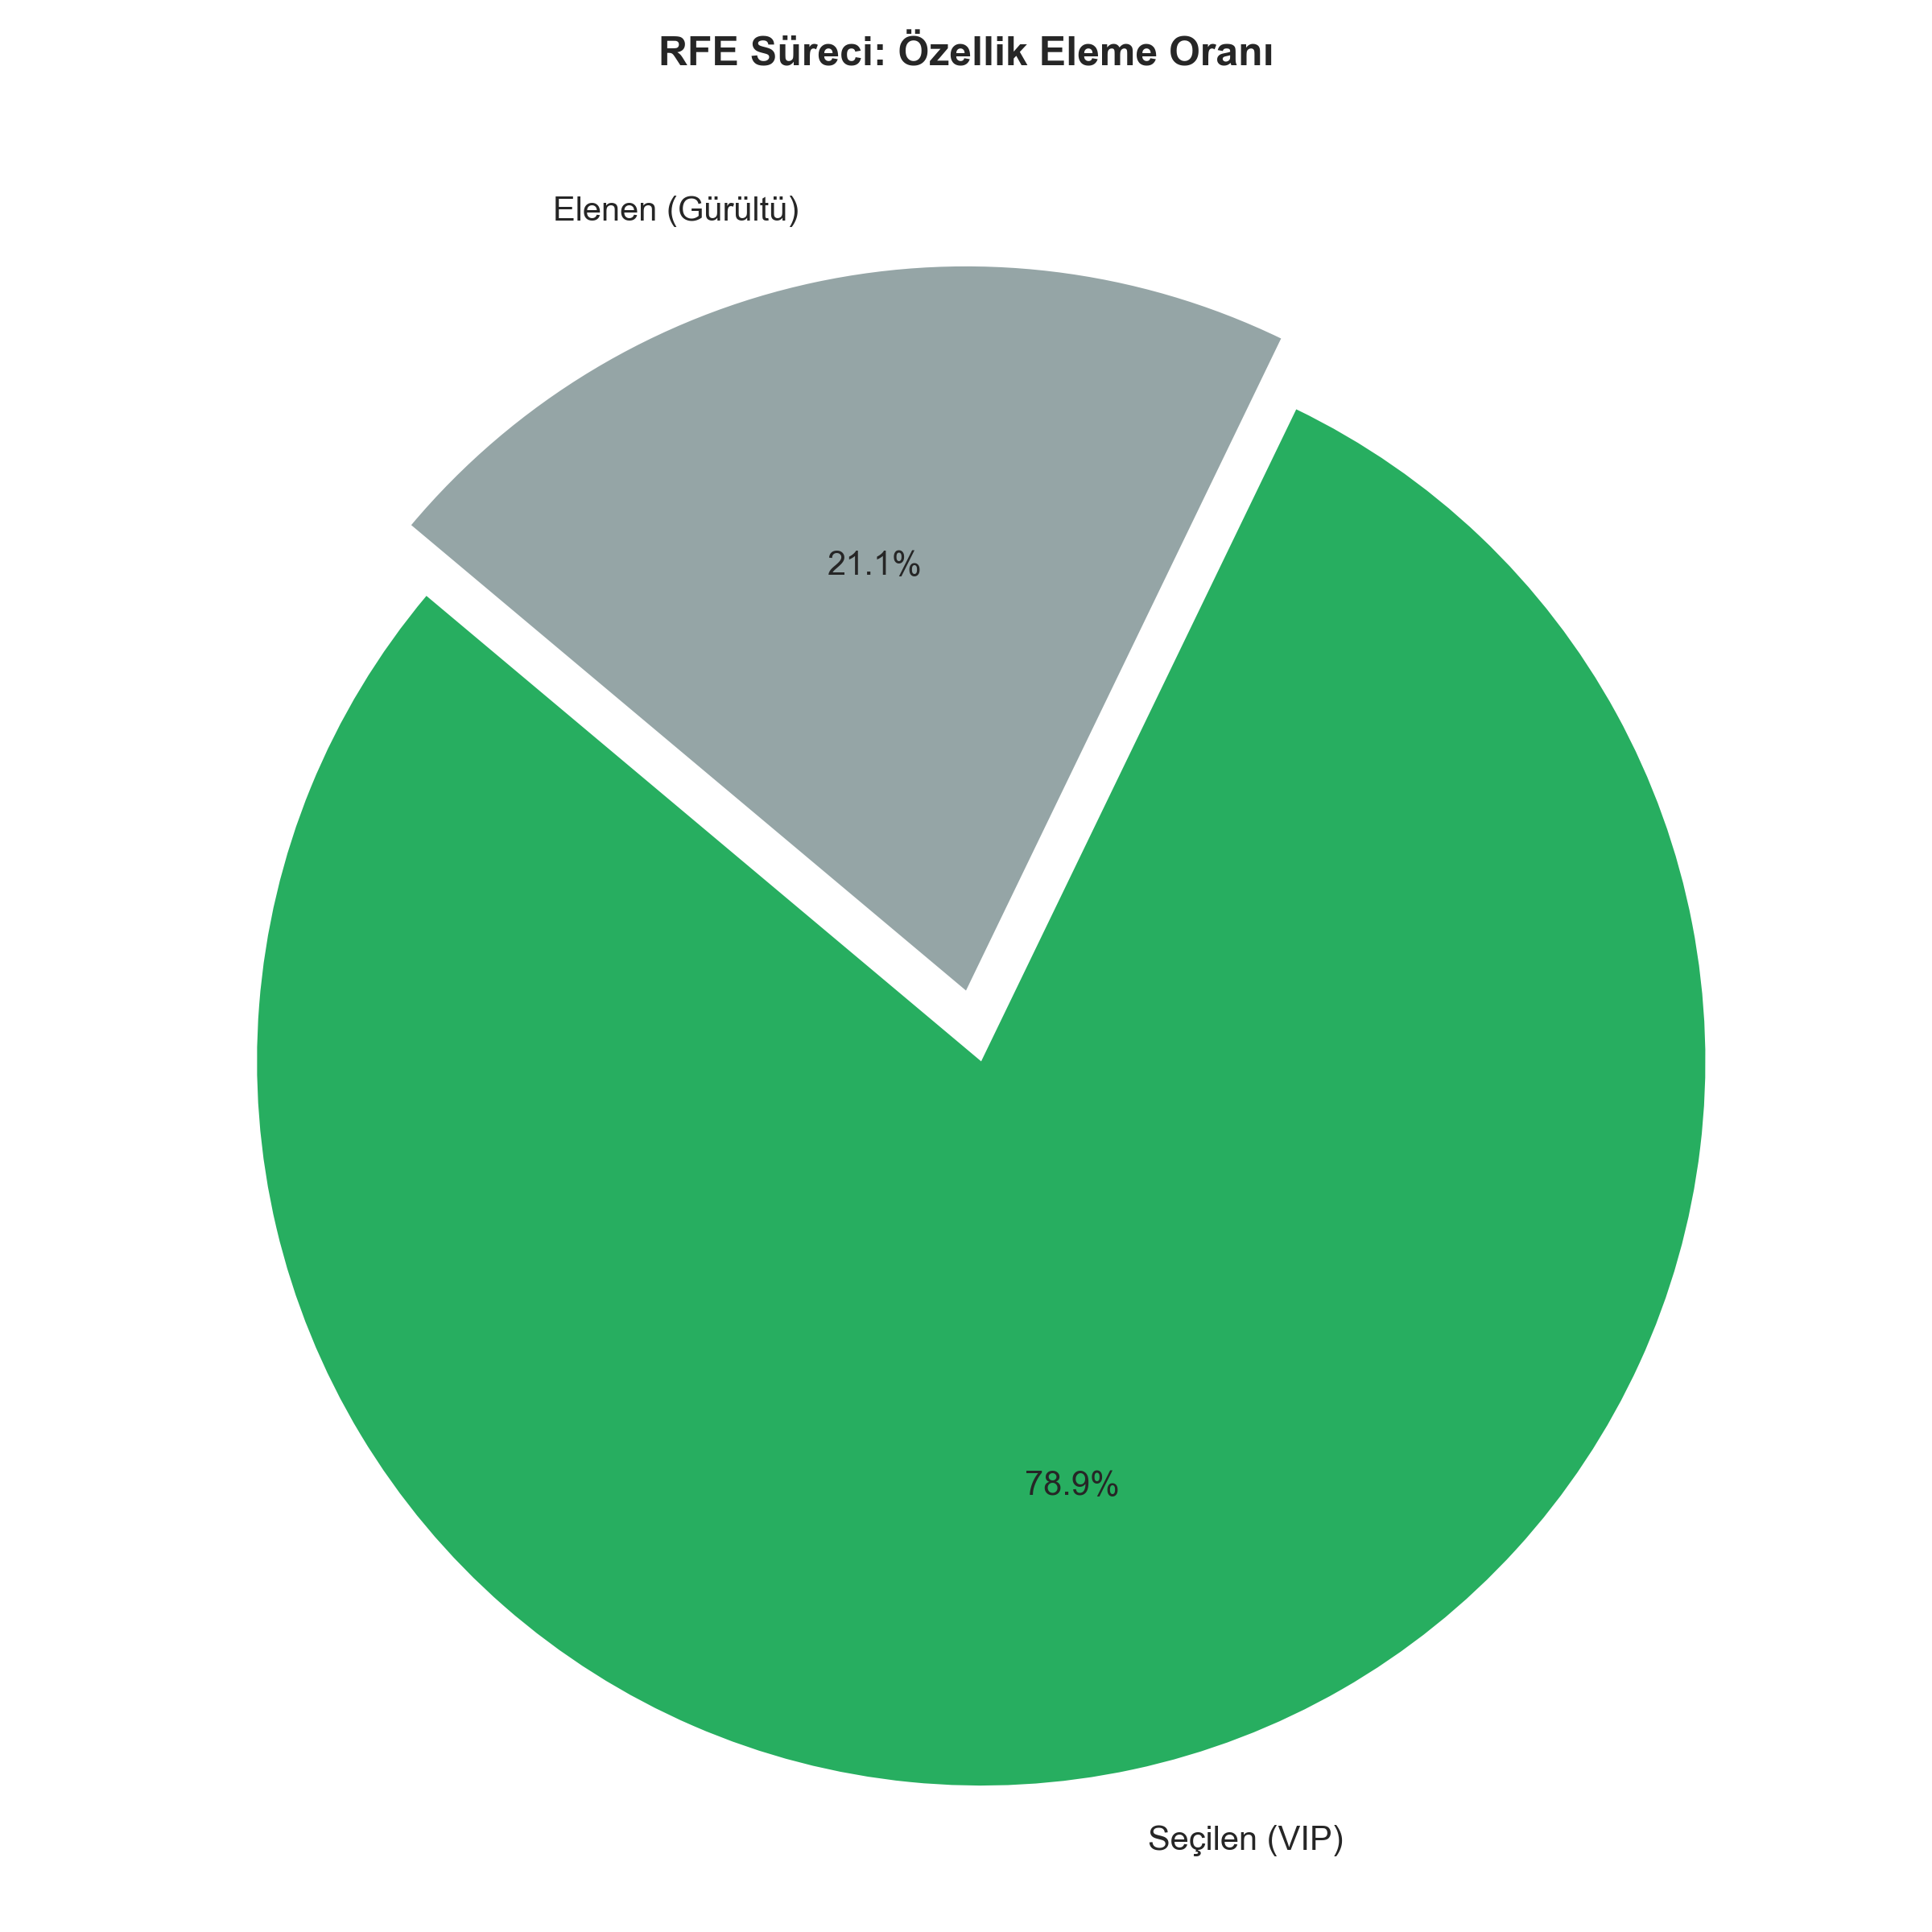 RFE Süreci: Özellik Eleme Oranı
Elenen (Gürültü)
21.1%
78.9%
Seçilen (VIP)